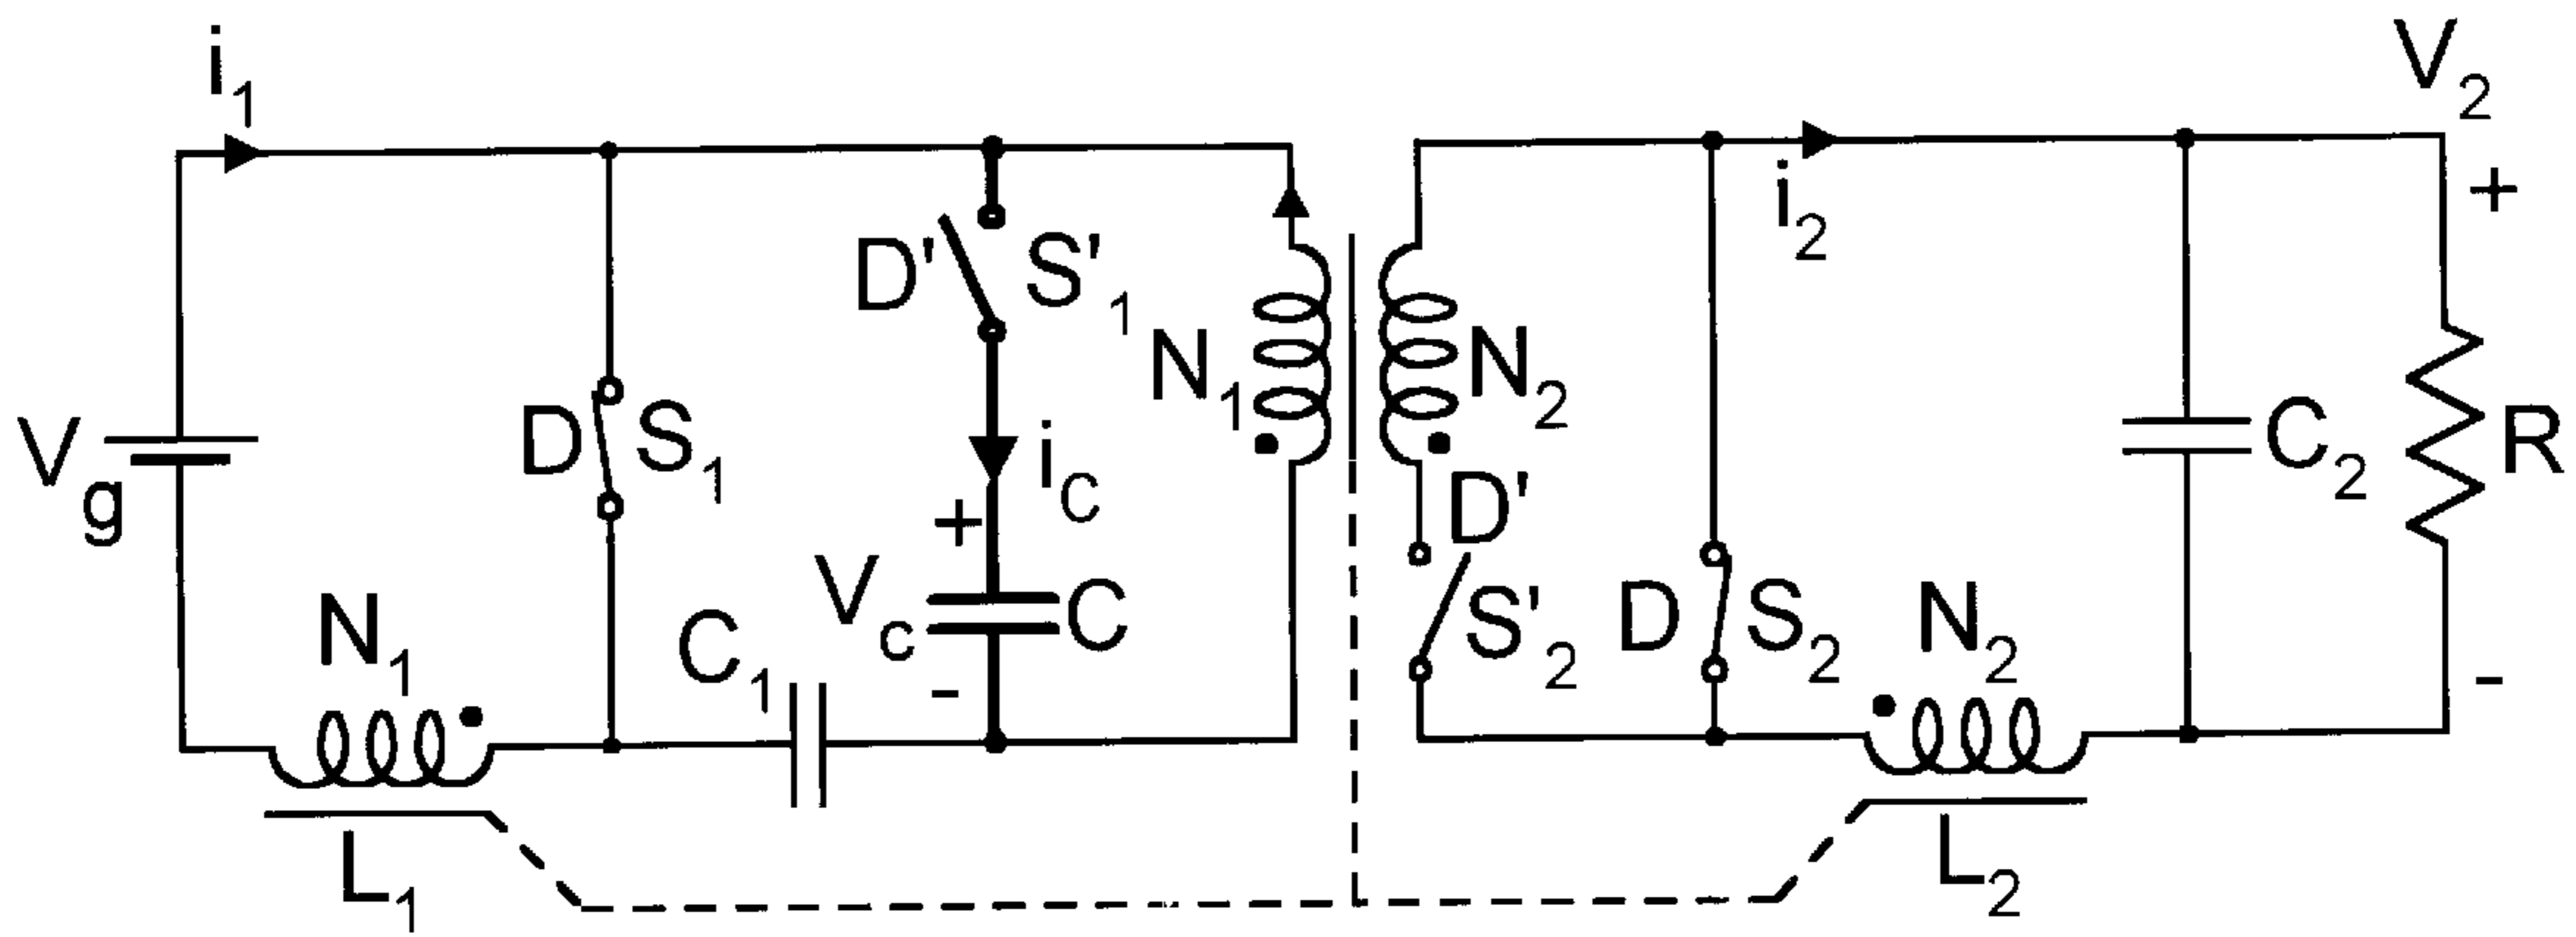 i1
V2
i2
D'
S'1
N1
N2
Vg
D
S1
iC
+
Vc
C
-
D'
S'2
D
S2
C2
R
+
-
N1
C1
N2
L1
L2